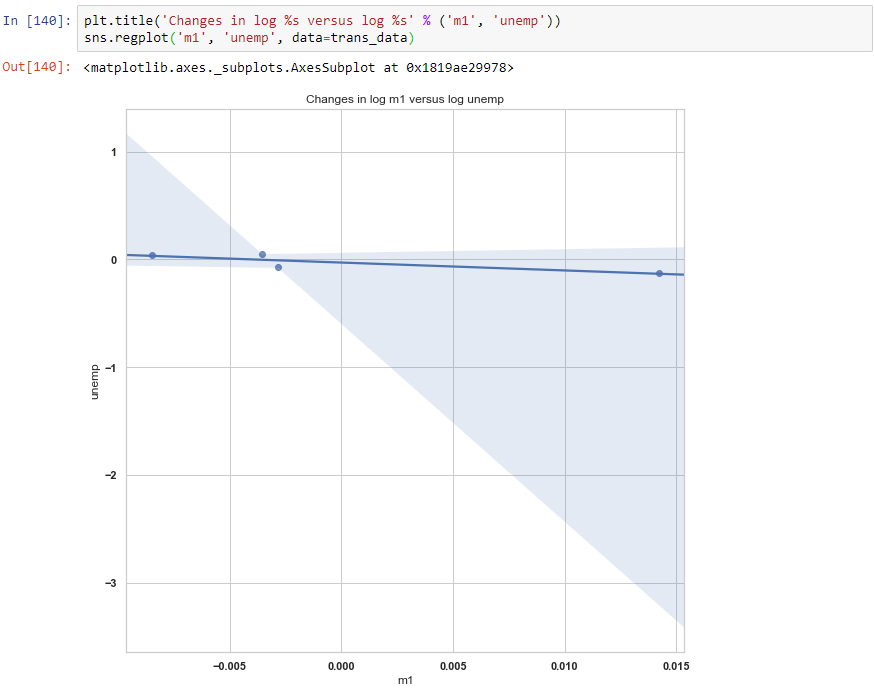 In [140]: plt.title('Changes in log %s versus log %s' % ('m1', 'unemp'))
sns.regplot('m1', 'unemp', data=trans_data)
Out[140]: <matplotlib.axes._subplots.AxesSubplot at 0x1819ae29978>
Changes in log m1 versus log unemp
1
0
−1
−2
−3
unemp
−0.005 0.000 0.005 0.010 0.015
m1